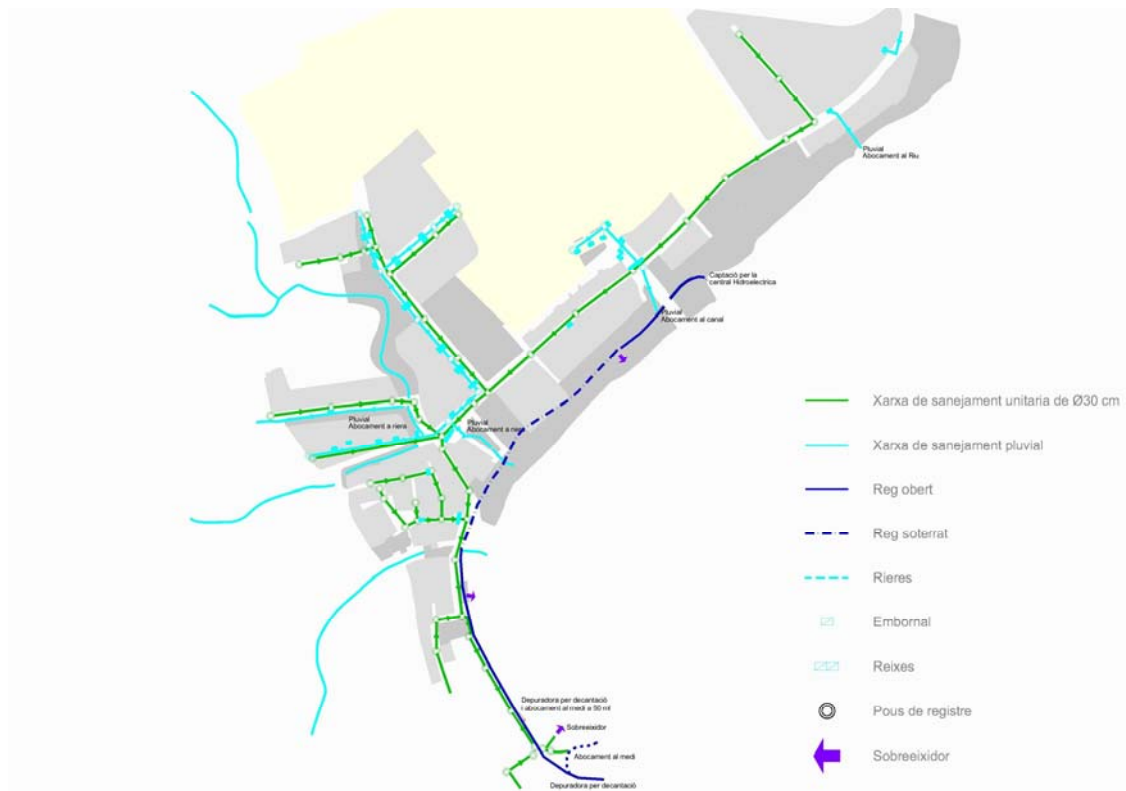 Pluvial
Abocament al Riu
Captació per la
central Hidroelectrica
Pluvial
Abocament al canal
Pluvial
Abocament a riera
Pluvial
Abocament a riera
Depuradora per decantació
i abocament al medi a 50 ml
Sobreeixidor
Abocament al medi
Depuradora per decantació
Xarxa de sanejament unitaria de Ø30 cm
Xarxa de sanejament pluvial
Reg obert
Reg soterrat
Rieres
Embornal
Reixes
Pous de registre
Sobreeixidor